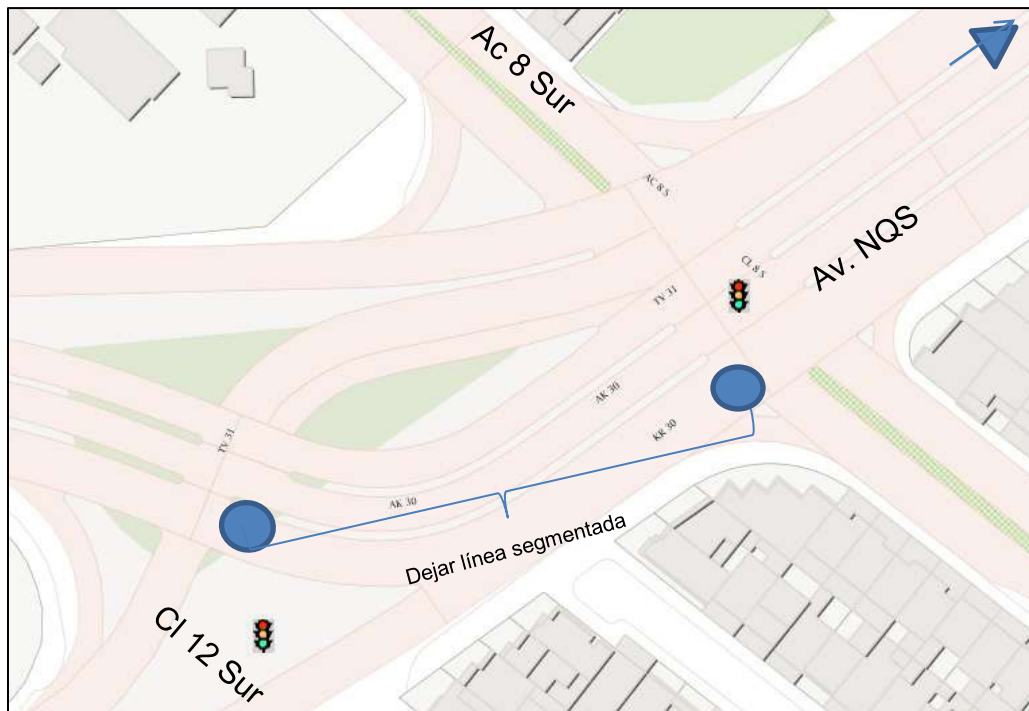 Ac 8 Sur
AC 8 S
Av. NQS
CL 8 S
TV 31
AK 30
KR 30
TV 31
AK 30
Dejar línea segmentada
Cl 12 Sur